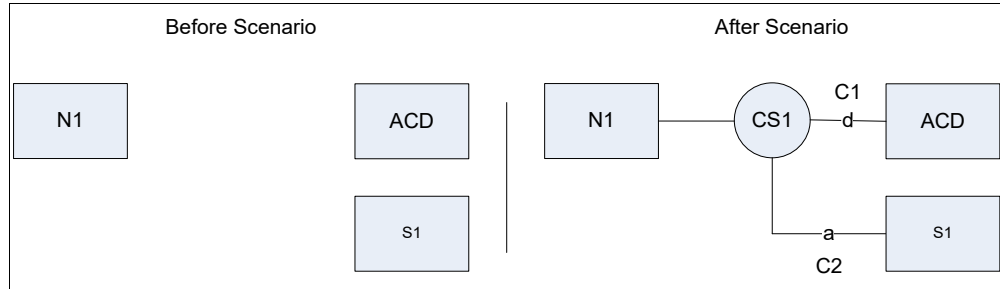 Before Scenario
After Scenario
N1
ACD
S1
N1
CS1
C1
d
ACD
a
C2
S1